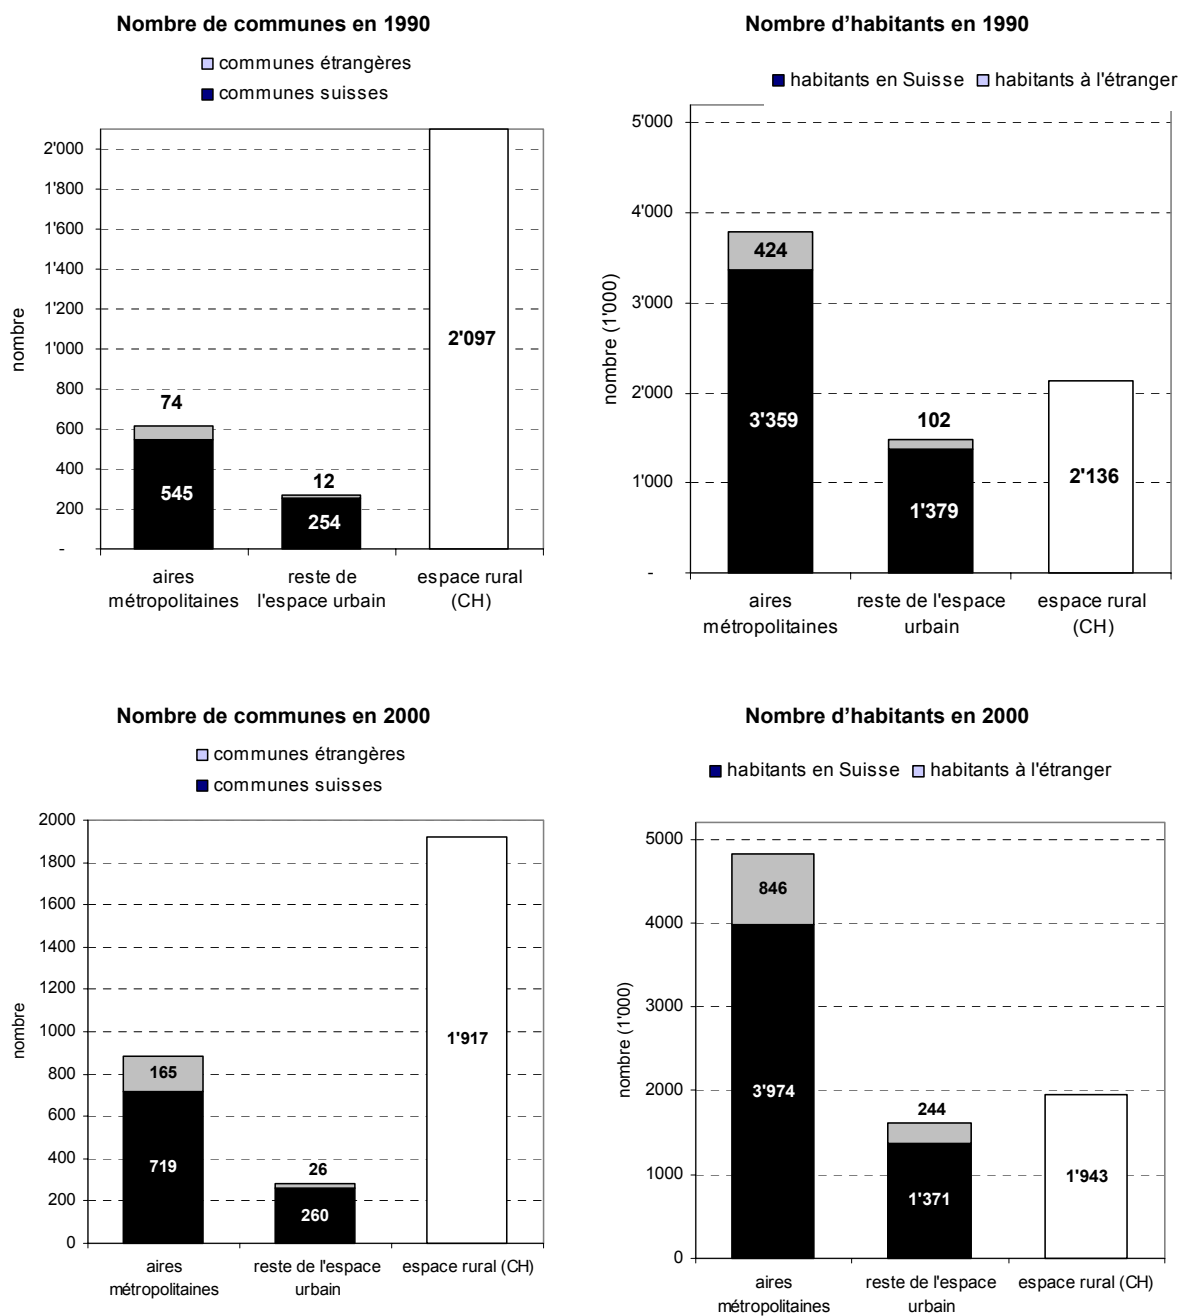 Nombre de communes en 1990
communes étrangères
communes suisses
nombre
2'000
1'800
1'600
1'400
1'200
1'000
800
600
400
200
-
74
545
12
254
2'097
aires
métropolitaines
reste de
l'espace urbain
espace rural
(CH)
Nombre d’habitants en 1990
habitants en Suisse habitants à l'étranger
nombre (1'000)
5'000
4'000
3'000
2'000
1'000
-
424
3'359
102
1'379
2'136
aires
métropolitaines
reste de l'espace
urbain
espace rural
(CH)
Nombre de communes en 2000
communes étrangères
communes suisses
nombre
2000
1800
1600
1400
1200
1000
800
600
400
200
0
165
719
26
260
1'917
aires
métropolitaines
reste de l'espace
urbain
espace rural (CH)
Nombre d’habitants en 2000
habitants en Suisse habitants à l'étranger
nombre (1'000)
5000
4000
3000
2000
1000
0
846
3'974
244
1'371
1'943
aires
métropolitaines
reste de l'espace
urbain
espace rural (CH)